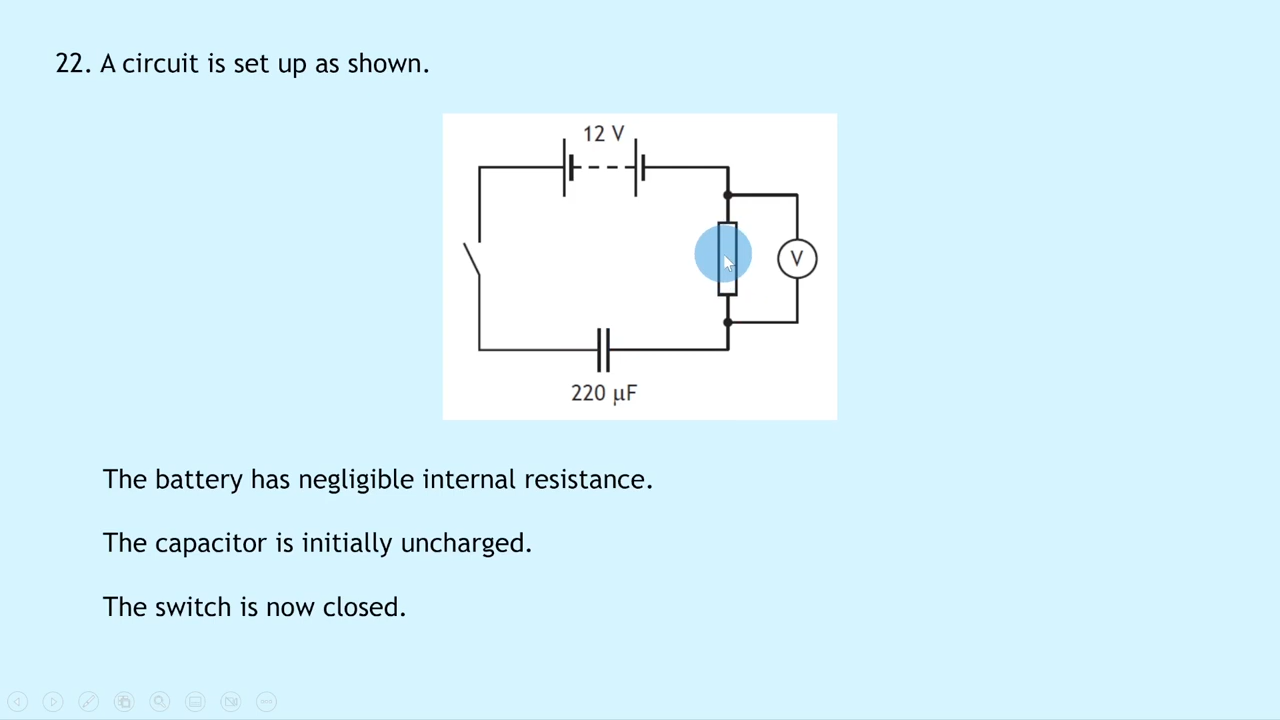 22. A circuit is set up as shown.
12 V
V
220 μF
The battery has negligible internal resistance.
The capacitor is initially uncharged.
The switch is now closed.